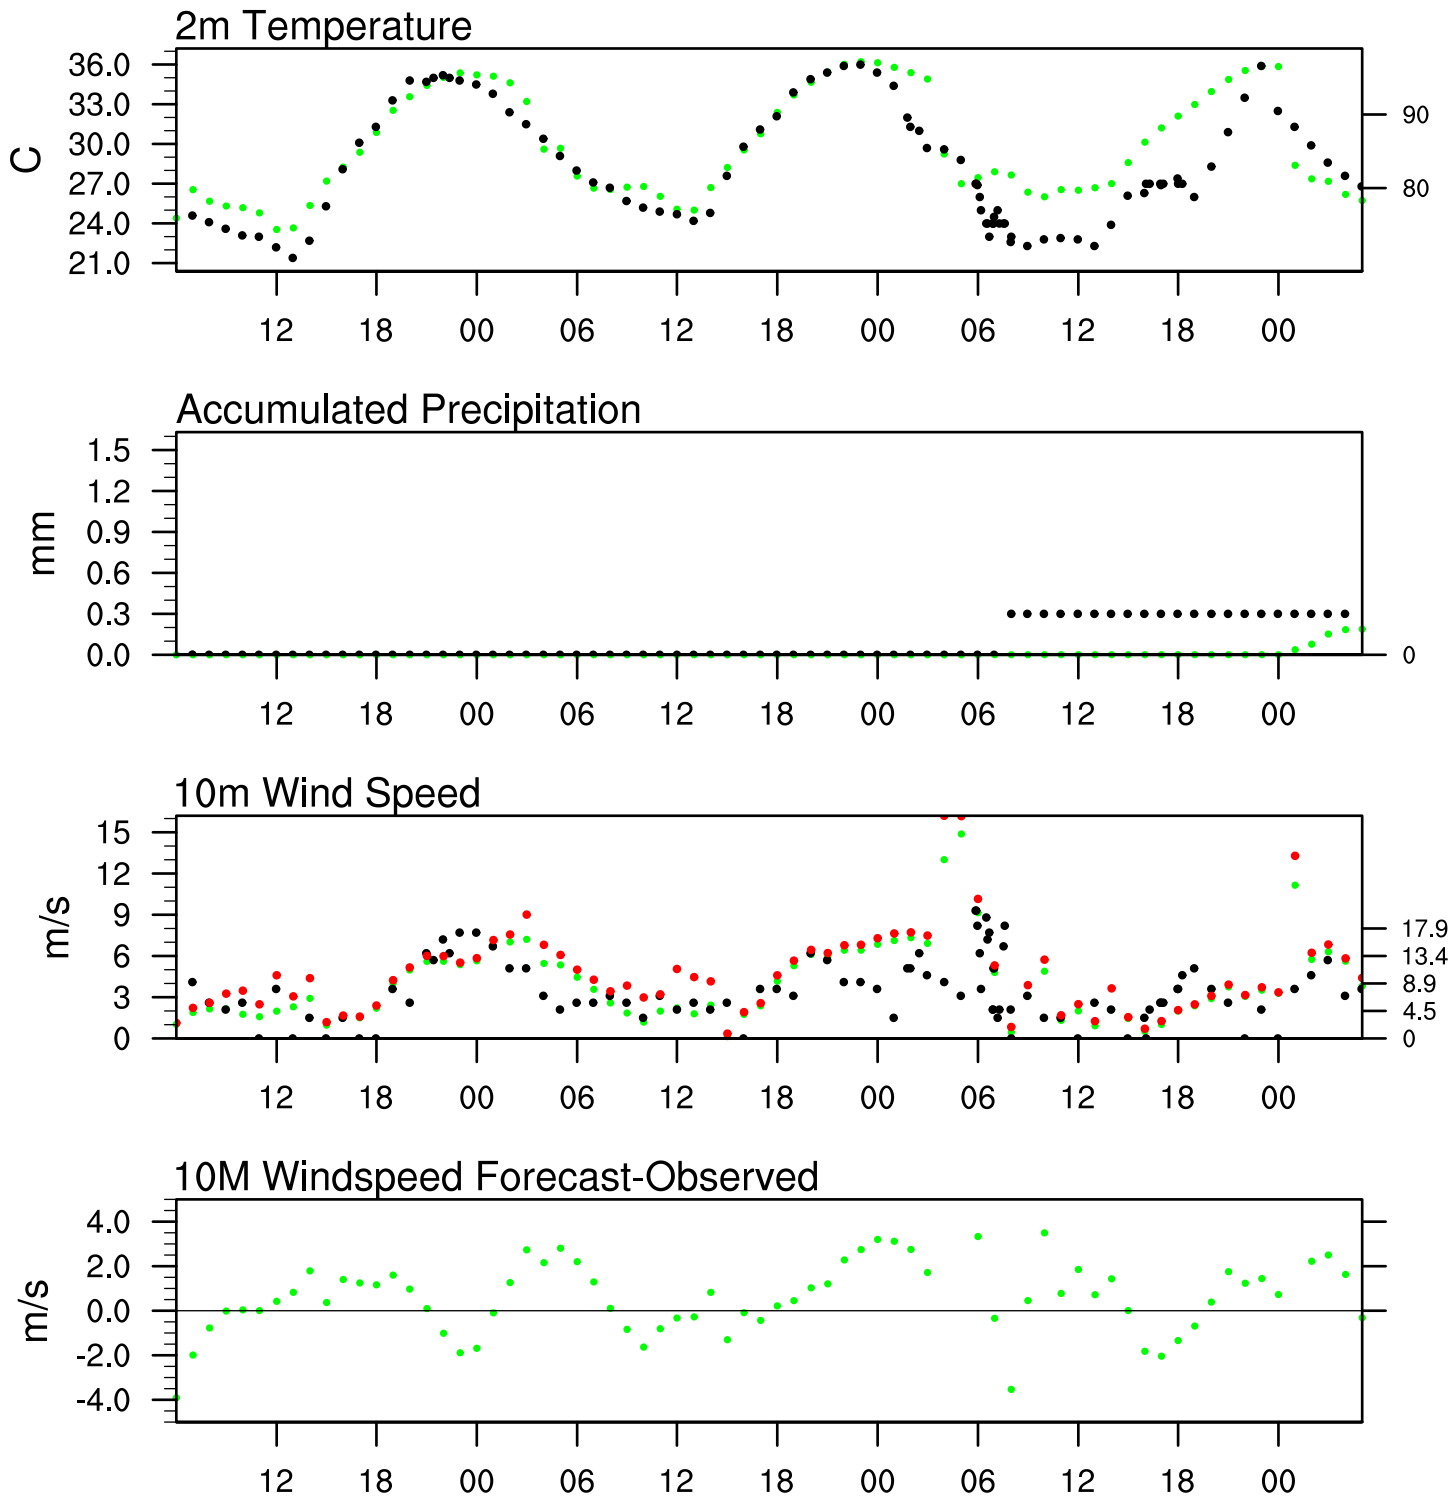 2m Temperature
36.0
33.0
30.0
27.0
24.0
21.0
C
90
80
12 18 00 06 12 18 00 06 12 18 00
Accumulated Precipitation
1.5
1.2
0.9
0.6
0.3
0.0
mm
0
12 18 00 06 12 18 00 06 12 18 00
10m Wind Speed
15
12
9
6
3
0
m/s
17.9
13.4
8.9
4.5
0
12 18 00 06 12 18 00 06 12 18 00
10M Windspeed Forecast-Observed
4.0
2.0
0.0
-2.0
-4.0
m/s
12 18 00 06 12 18 00 06 12 18 00